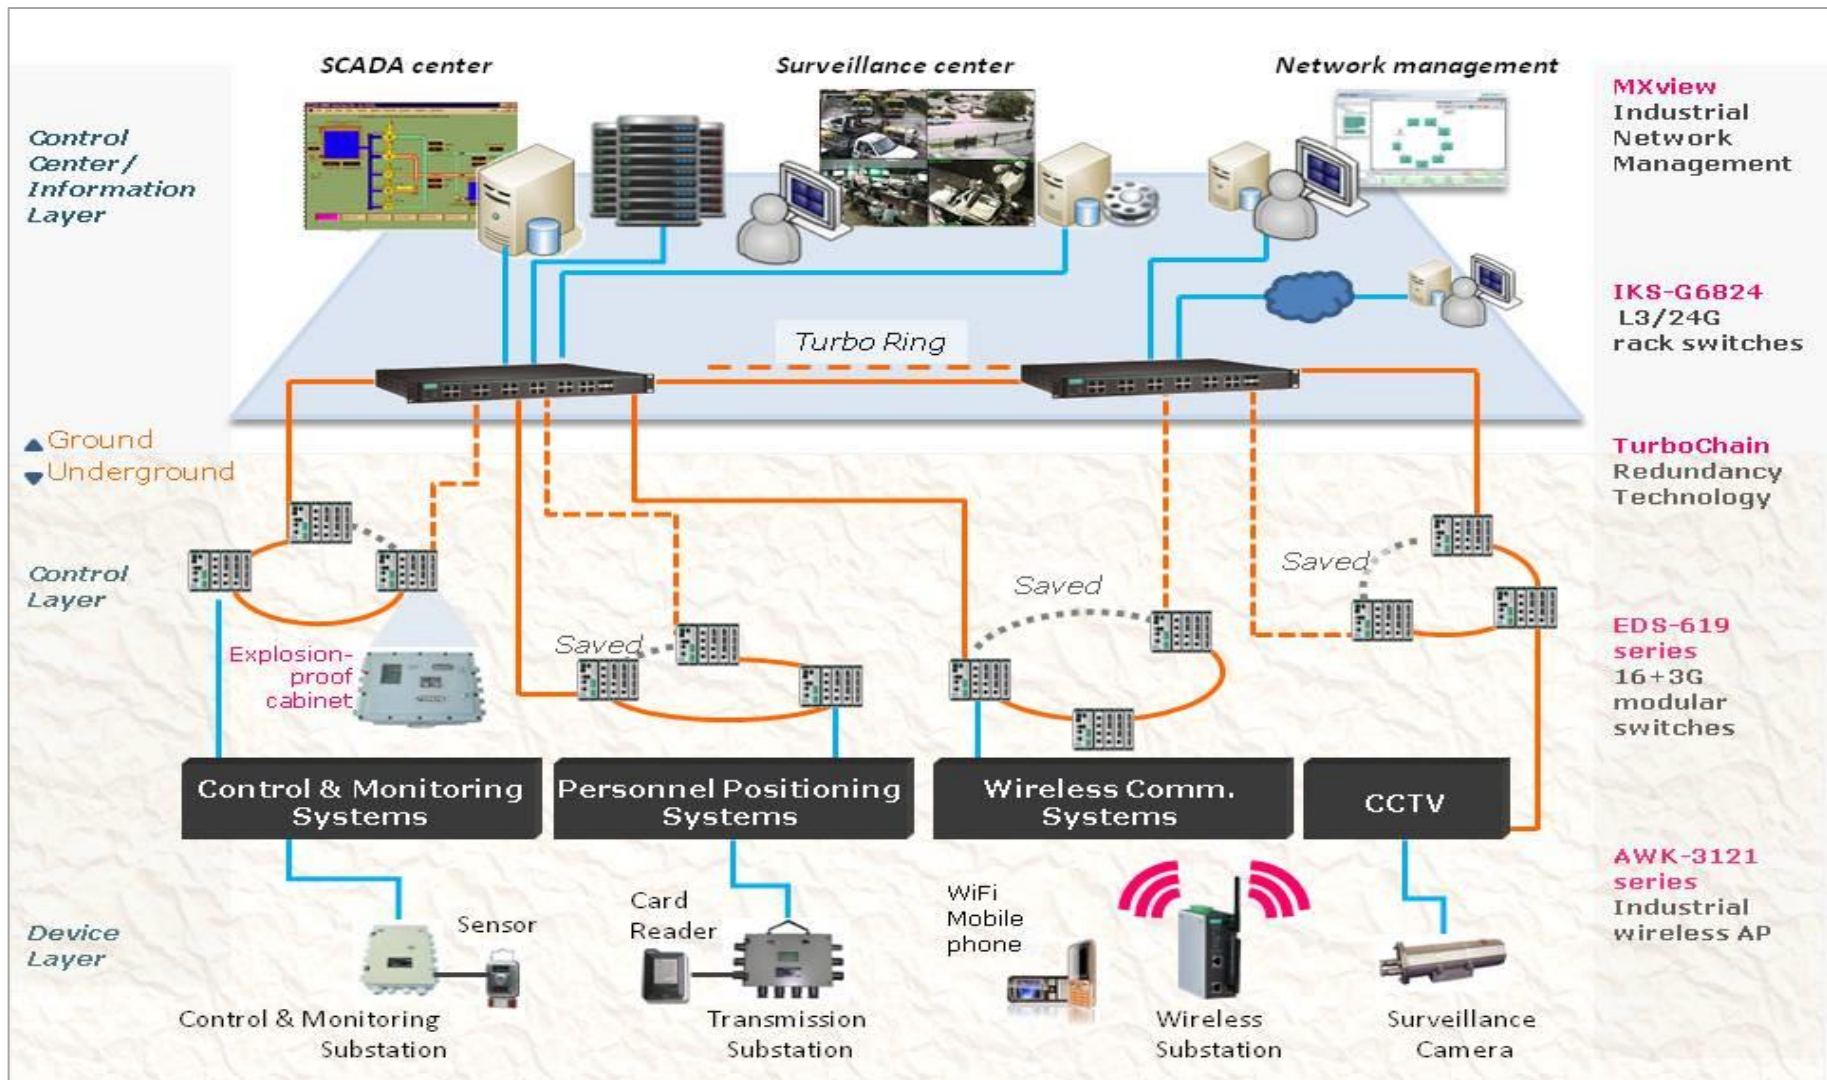 SCADA center
Surveillance center
Network management
MXview
Industrial
Network
Management
Control
Center/
Information
Layer
IKS-G6824
L3/24G
rack switches
Turbo Ring
Ground
Underground
TurboChain
Redundancy
Technology
Control
Layer
Saved
Saved
Saved
Explosion-
proof
cabinet
EDS-619
series
16+3G
modular
switches
Control & Monitoring
Systems
Personnel Positioning
Systems
Wireless Comm.
Systems
CCTV
AWK-3121
series
Industrial
wireless AP
Device
Layer
Sensor
Card
Reader
WiFi
Mobile
phone
Control & Monitoring
Substation
Transmission
Substation
Wireless
Substation
Surveillance
Camera